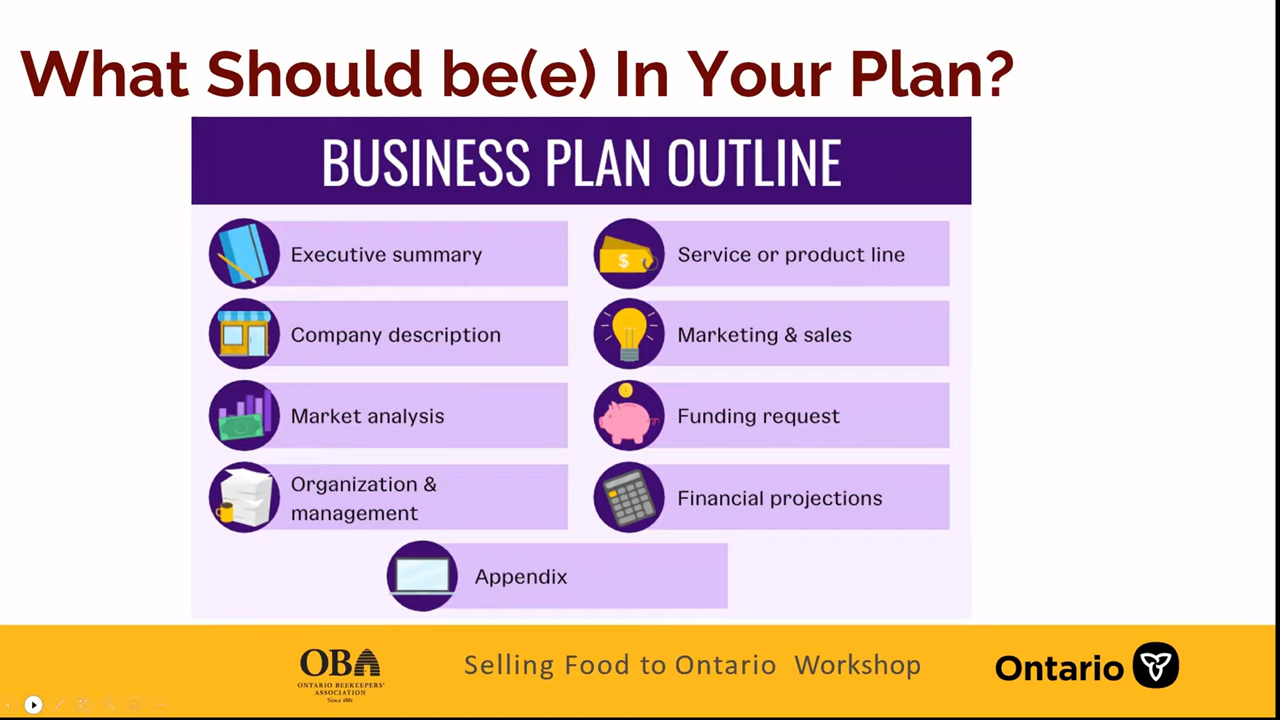 What Should be(e) In Your Plan?
BUSINESS PLAN OUTLINE
Executive summary
Company description
Market analysis
Organization &
management
Service or product line
$
Marketing & sales
Funding request
Financial projections
Appendix
OBA
ONTARIO BEEKEEPERS'
ASSOCIATION
Since 1881
Selling Food to Ontario Workshop
Ontario